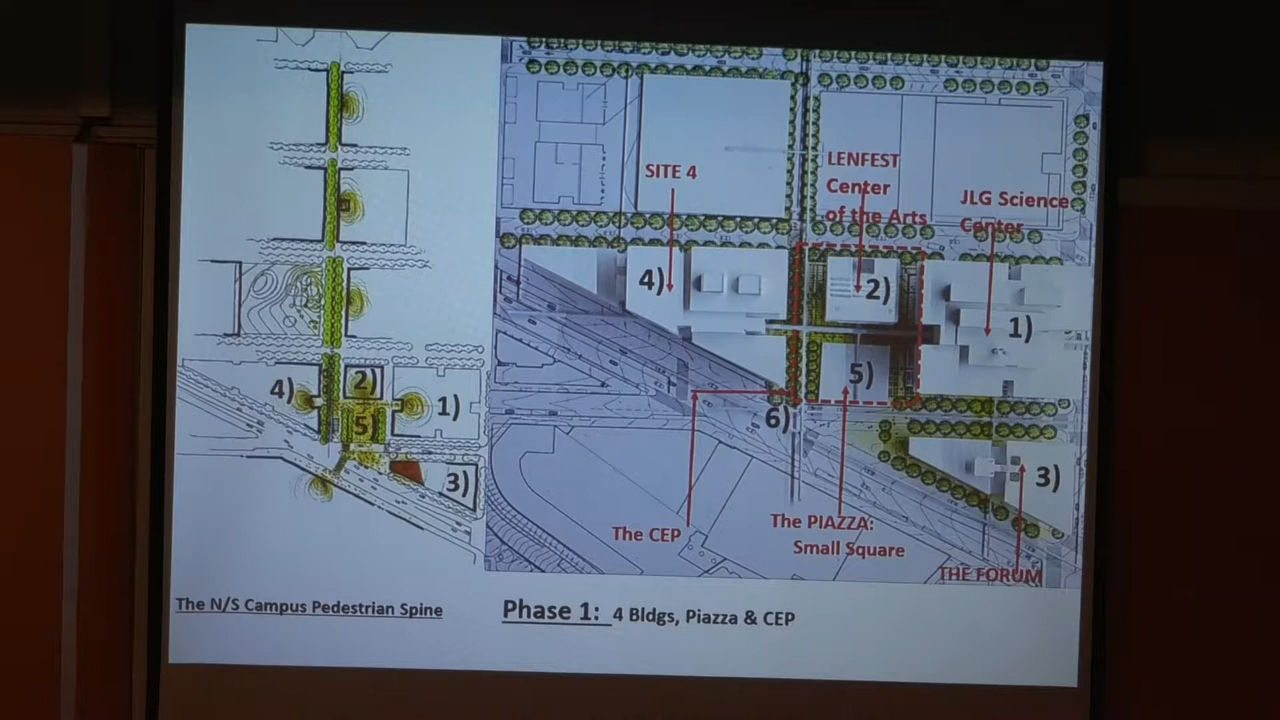 SITE 4
LENFEST
Center
of the Arts
JLG Science
Center
4)
2)
1)
5)
6)
3)
The CEP
The PIAZZA:
Small Square
THE FORUM
2)
4)
1)
5)
3)
The N/S Campus Pedestrian Spine
Phase 1: 4 Bldgs, Piazza & CEP